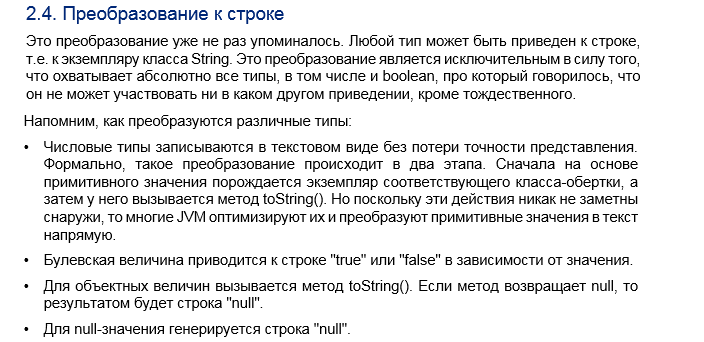 2.4. Преобразование к строке
Это преобразование уже не раз упоминалось. Любой тип может быть приведен к строке,
т.е. к экземпляру класса String. Это преобразование является исключительным в силу того,
что охватывает абсолютно все типы, в том числе и boolean, про который говорилось, что
он не может участвовать ни в каком другом приведении, кроме тождественного.
Напомним, как преобразуются различные типы:
• Числовые типы записываются в текстовом виде без потери точности представления.
Формально, такое преобразование происходит в два этапа. Сначала на основе
примитивного значения порождается экземпляр соответствующего класса-обертки, а
затем у него вызывается метод toString(). Но поскольку эти действия никак не заметны
снаружи, то многие JVM оптимизируют их и преобразуют примитивные значения в текст
напрямую.
• Булевская величина приводится к строке "true" или "false" в зависимости от значения.
• Для объектных величин вызывается метод toString(). Если метод возвращает null, то
результатом будет строка "null".
• Для null-значения генерируется строка "null".